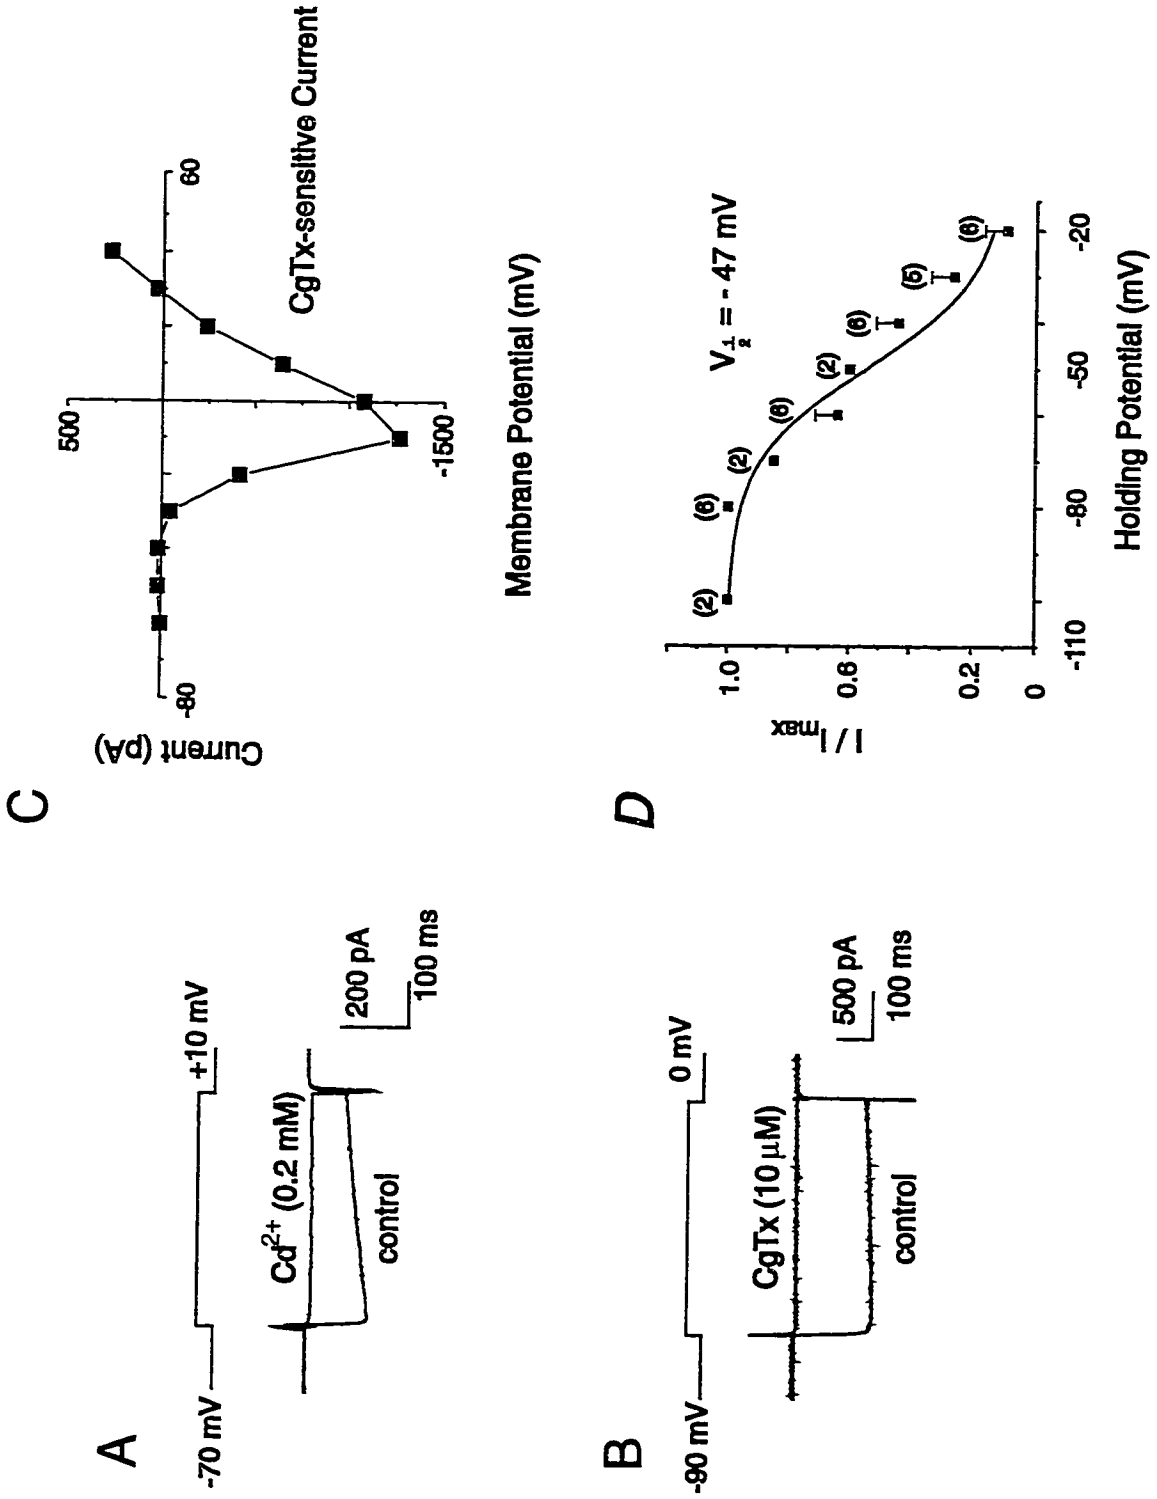 A
-70 mV
+10 mV
Cd2+ (0.2 mM)
control
200 pA
100 ms
B
-90 mV
0 mV
CgTx (10 µM)
control
500 pA
100 ms
C
Current (pA)
500
-80
60
-1500
CgTx-sensitive Current
Membrane Potential (mV)
D
I / Imax
1.0
0.6
0.2
0
(2)
(6)
(2)
(6)
(2)
(6)
(5)
(6)
V1/2 = - 47 mV
-110
-80
-50
-20
Holding Potential (mV)